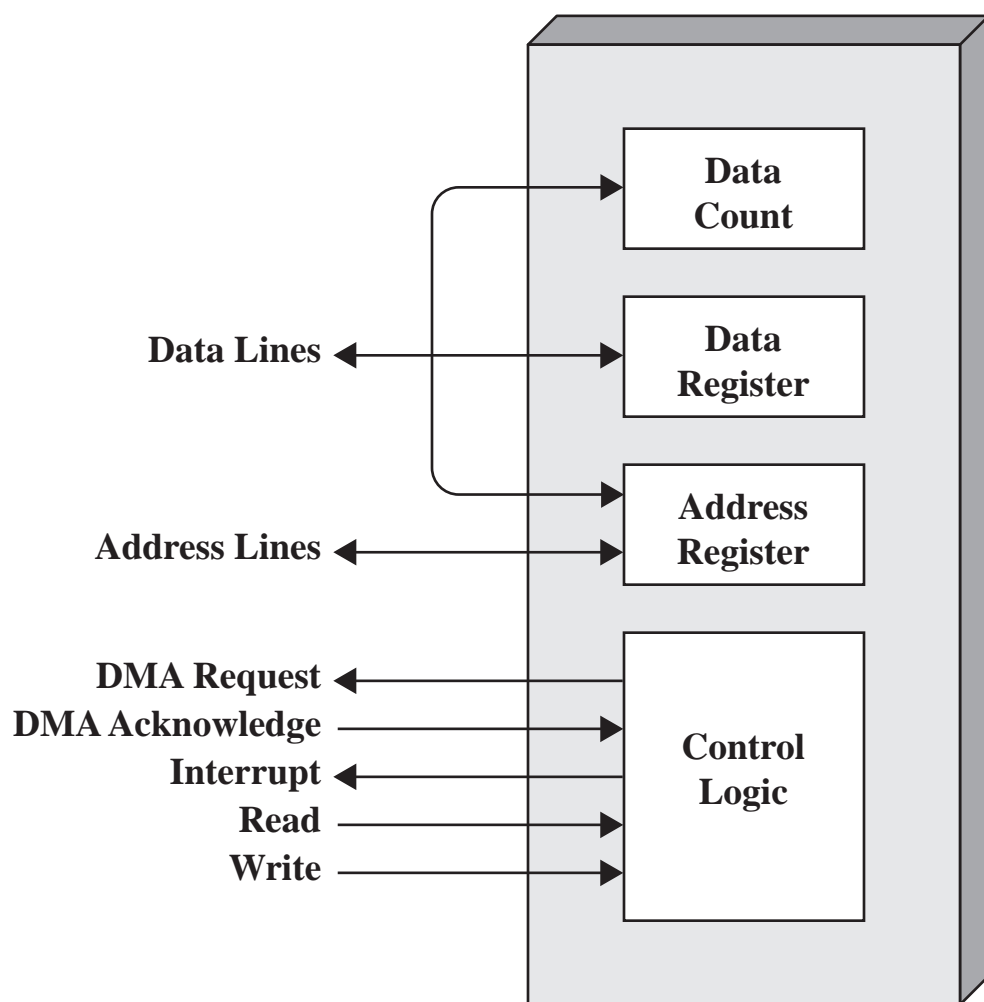 Data
Count
Data Lines
Data
Register
Address
Register
Address Lines
DMA Request
DMA Acknowledge
Interrupt
Read
Write
Control
Logic